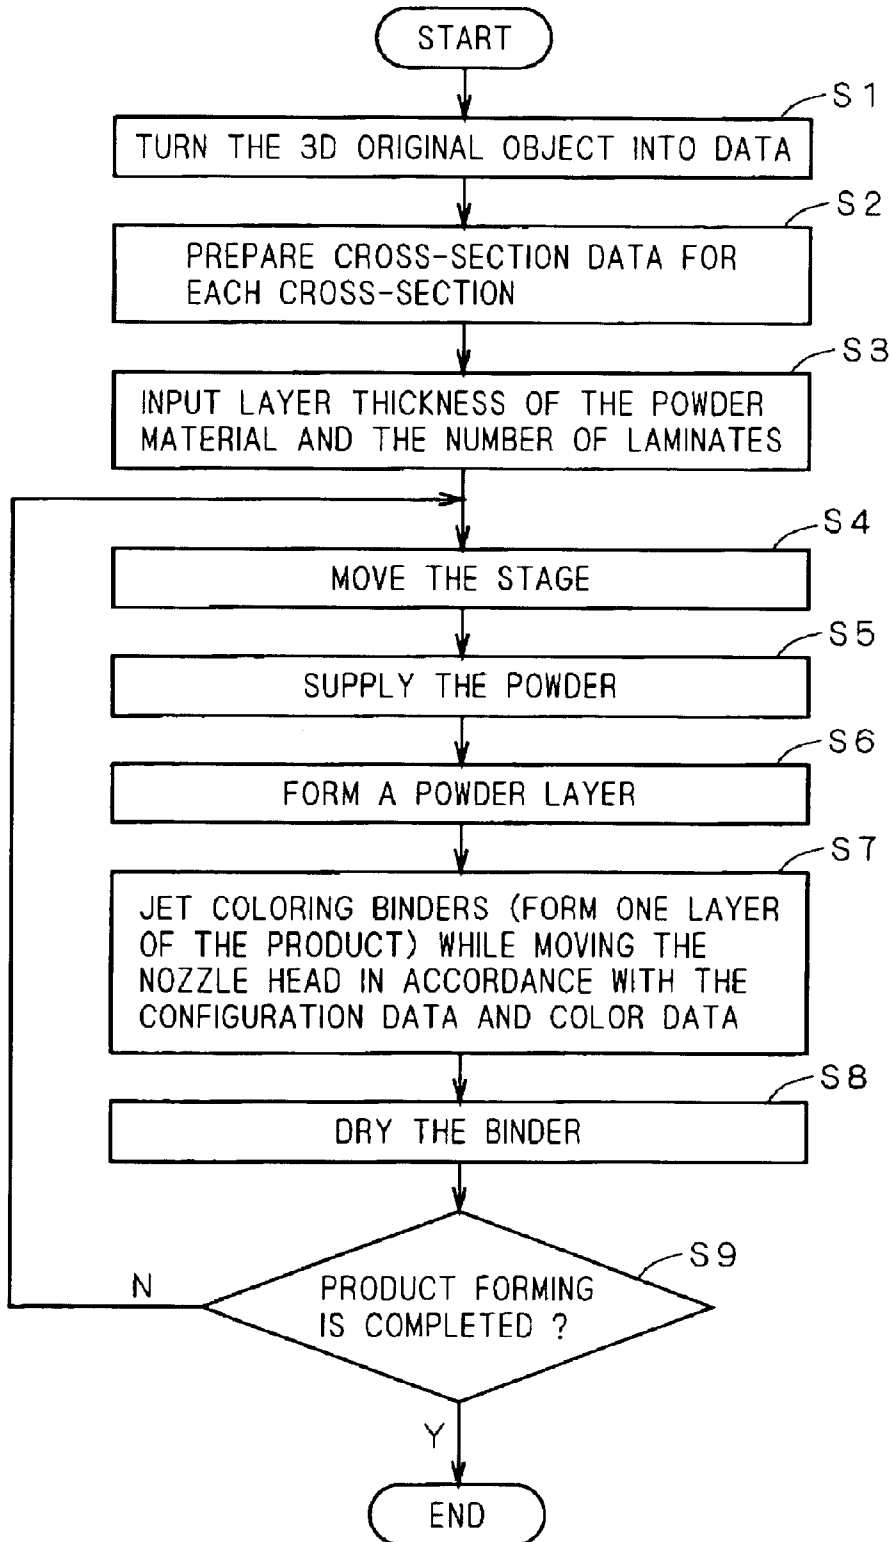 START
S1
TURN THE 3D ORIGINAL OBJECT INTO DATA
S2
PREPARE CROSS-SECTION DATA FOR
EACH CROSS-SECTION
S3
INPUT LAYER THICKNESS OF THE POWDER
MATERIAL AND THE NUMBER OF LAMINATES
S4
MOVE THE STAGE
S5
SUPPLY THE POWDER
S6
FORM A POWDER LAYER
S7
JET COLORING BINDERS (FORM ONE LAYER
OF THE PRODUCT) WHILE MOVING THE
NOZZLE HEAD IN ACCORDANCE WITH THE
CONFIGURATION DATA AND COLOR DATA
S8
DRY THE BINDER
S9
N
PRODUCT FORMING
IS COMPLETED ?
Y
END